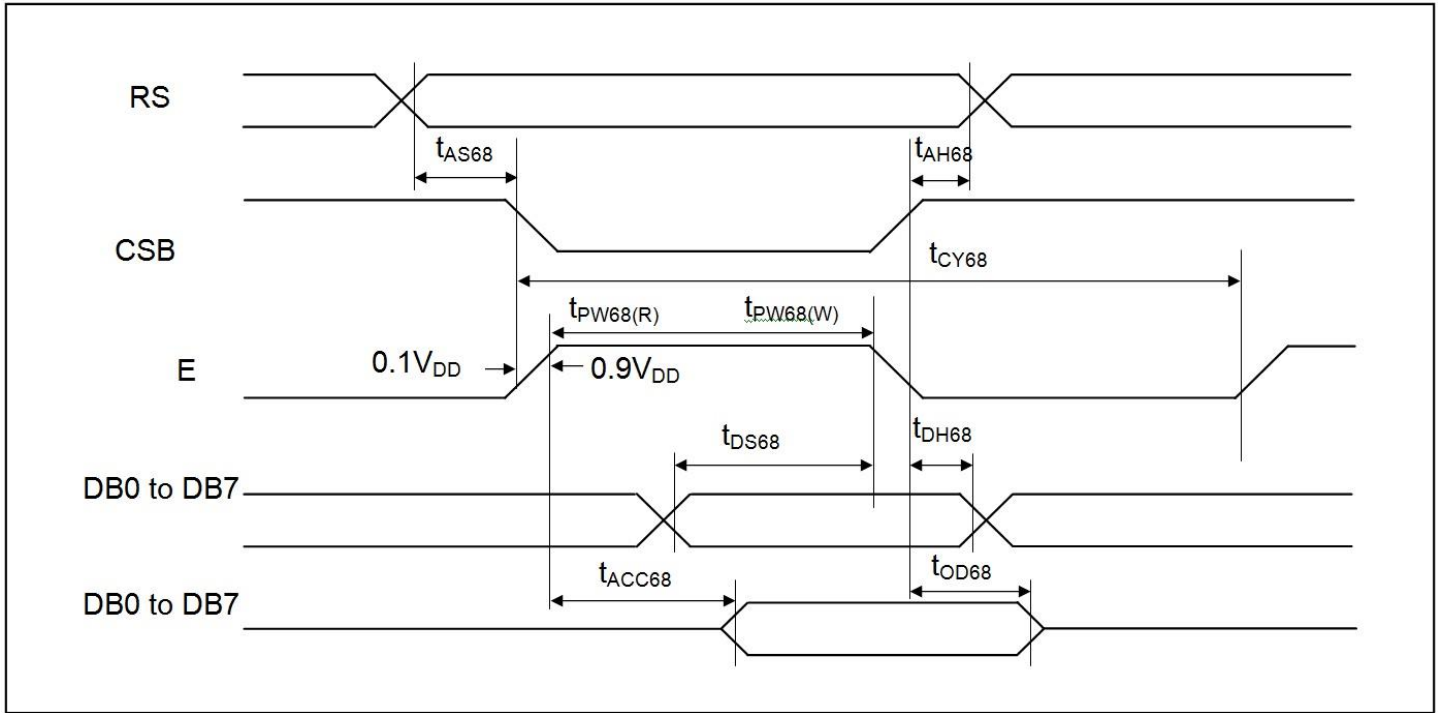 RS
tAS68
tAH68
CSB
tCY68
tPW68(R)
tPW68(W)
E
0.1VDD
0.9VDD
tDS68
tDH68
DB0 to DB7
tACC68
tOD68
DB0 to DB7